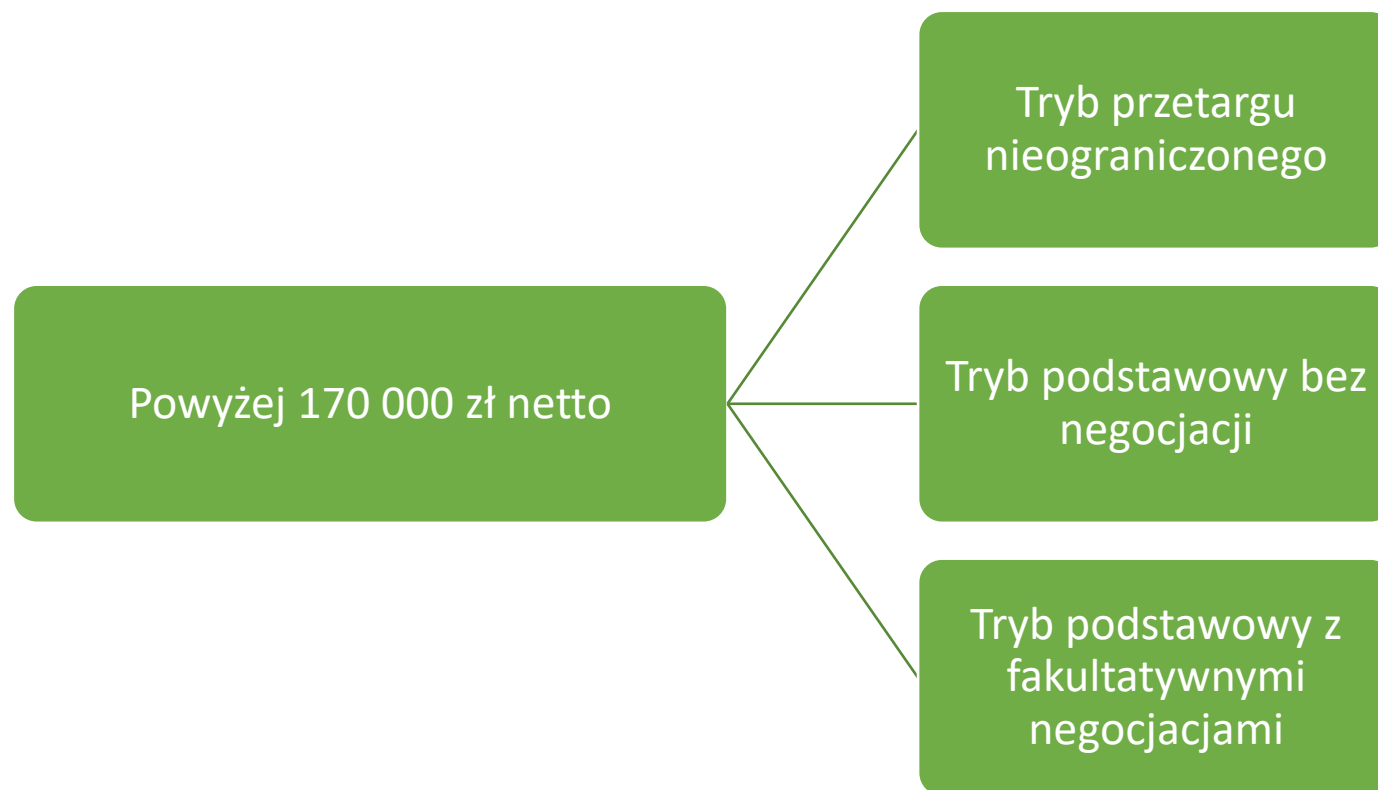 Tryb przetargu
nieograniczonego
Powyżej 170 000 zł netto
Tryb podstawowy bez
negocjacji
Tryb podstawowy z
fakultatywnymi
negocjacjami